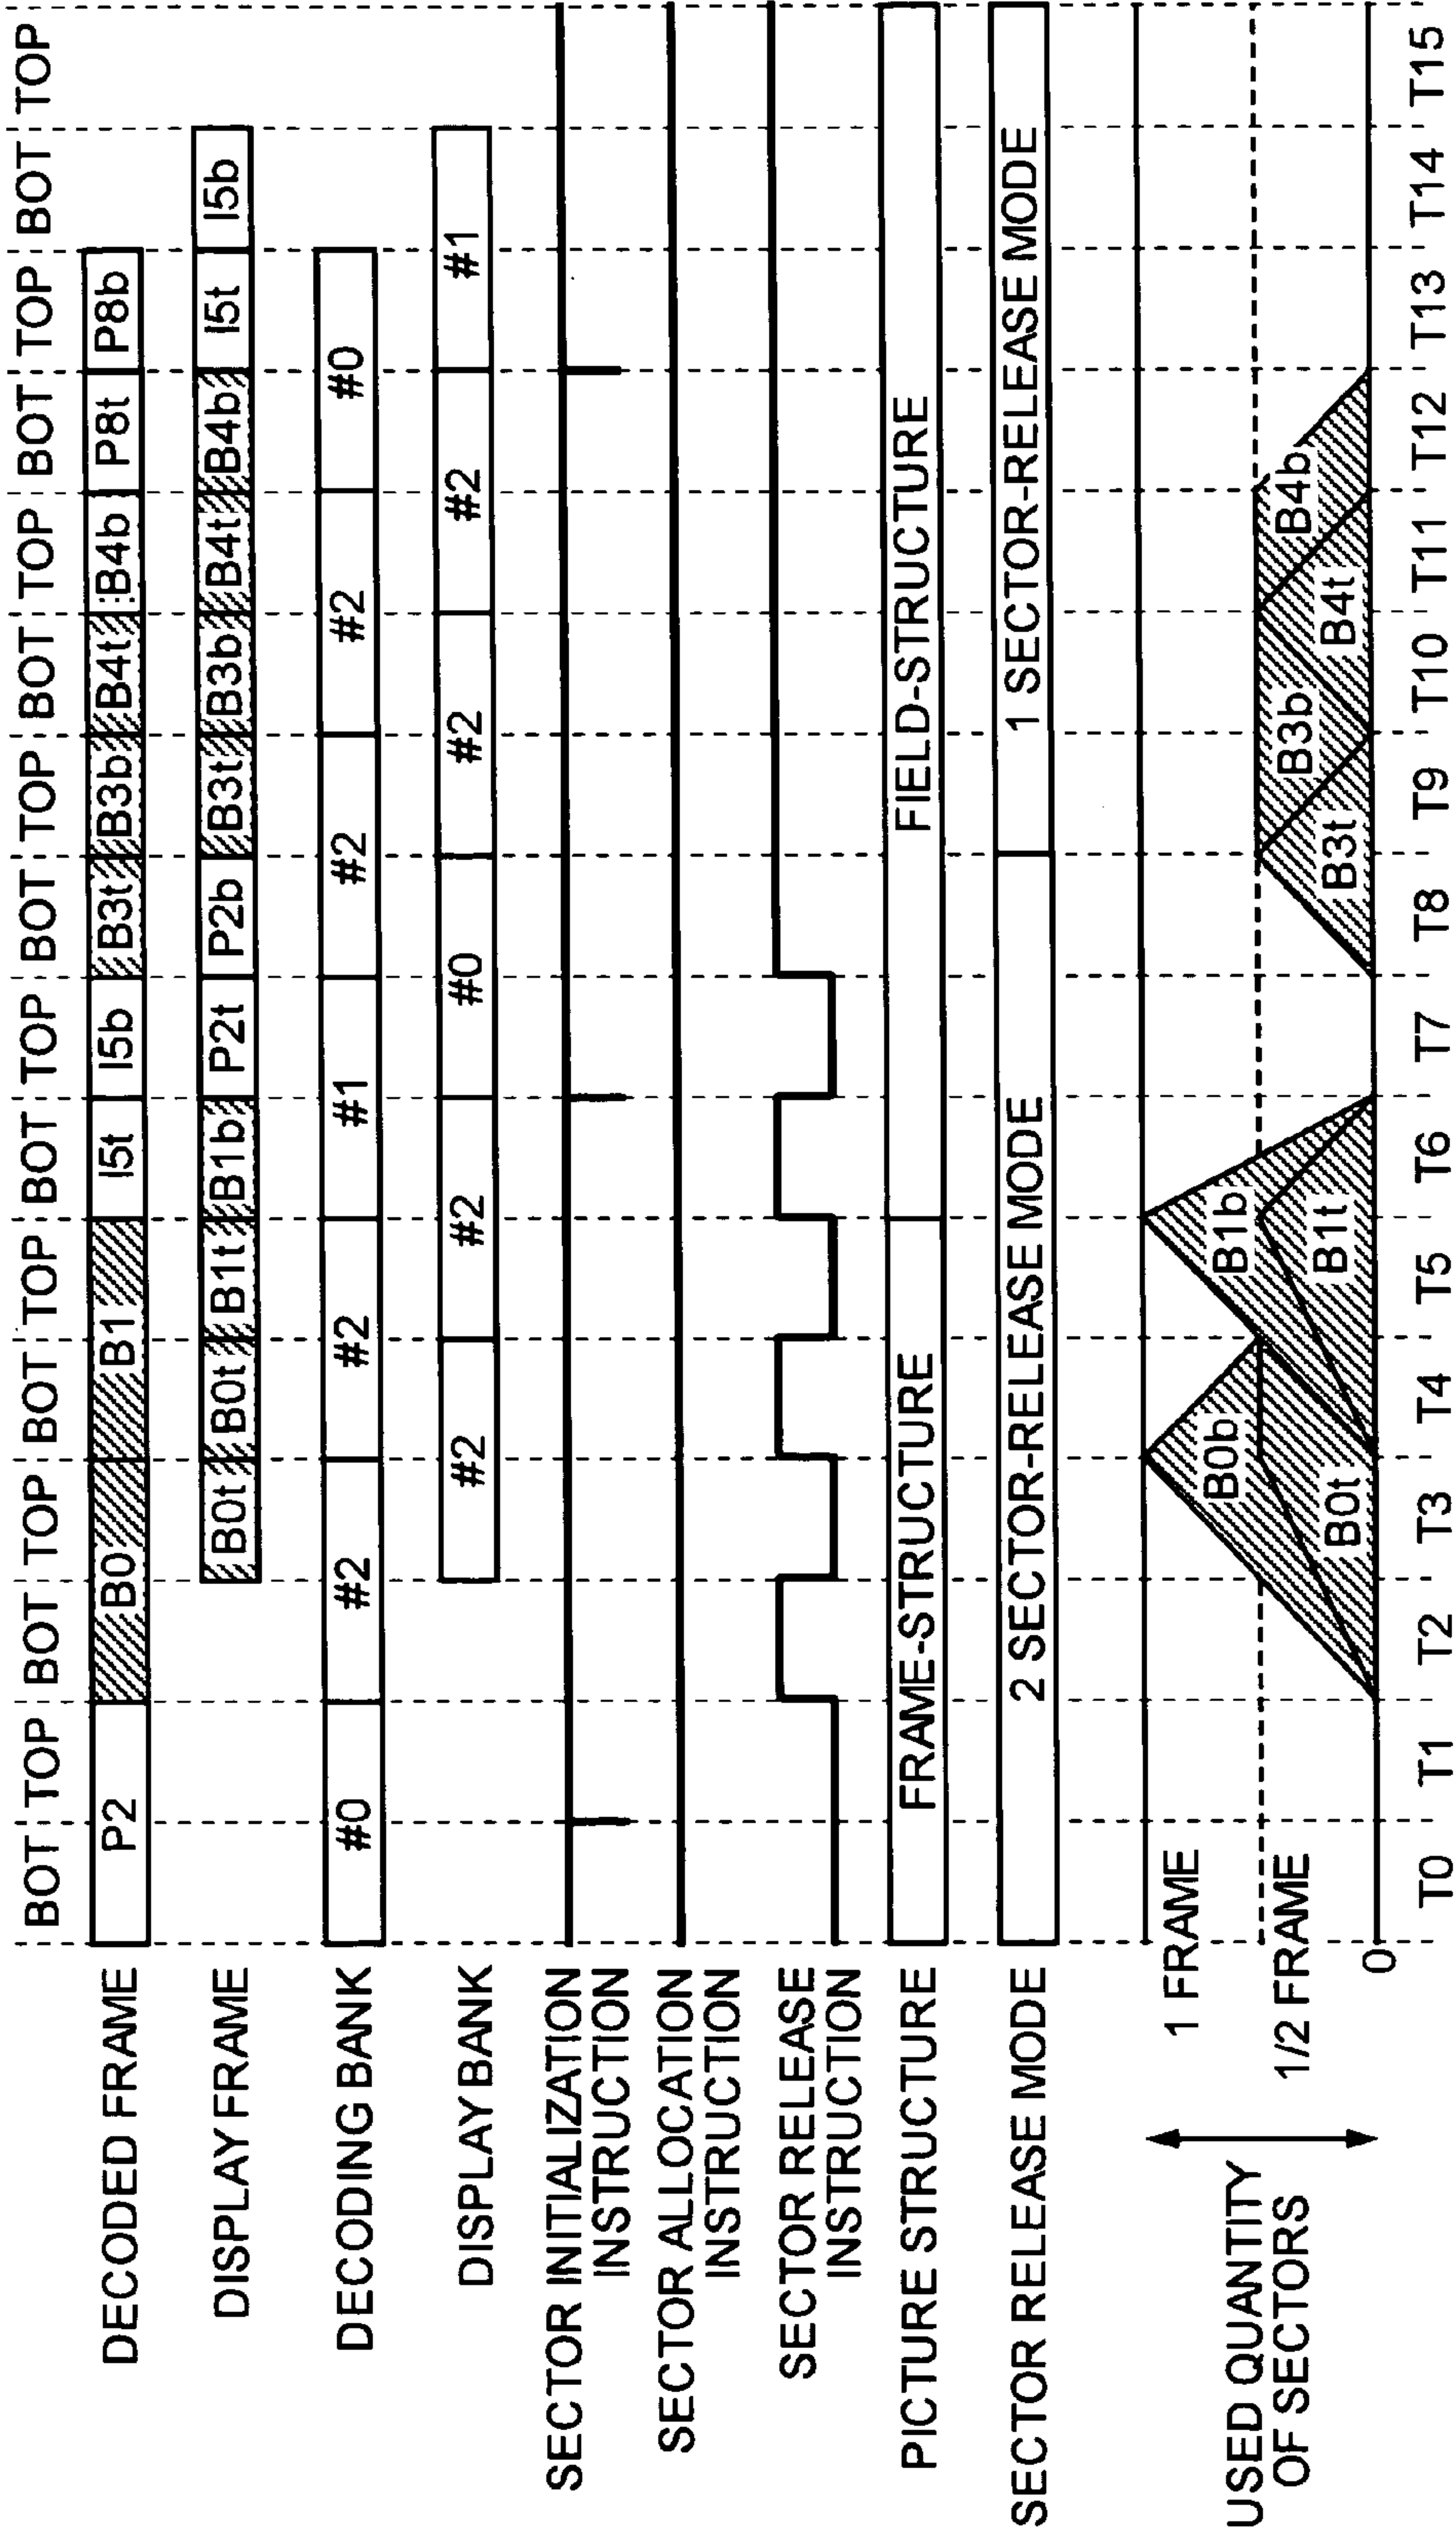 BOT TOP BOT TOP BOT TOP BOT TOP BOT TOP BOT TOP BOT TOP BOT TOP
DECODED FRAME P2 B0 B1 I5t I5b B3t B3b B4t B4b P8t P8b
DISPLAY FRAME B0t B0t B1t B1b P2t P2b B3t B3b B4t B4b I5t I5b
DECODING BANK #0 #2 #2 #1 #2 #2 #0
DISPLAY BANK #2 #2 #0 #2 #2 #1
SECTOR INITIALIZATION
INSTRUCTION
SECTOR ALLOCATION
INSTRUCTION
SECTOR RELEASE
INSTRUCTION
PICTURE STRUCTURE FRAME-STRUCTURE FIELD-STRUCTURE
SECTOR RELEASE MODE 2 SECTOR-RELEASE MODE 1 SECTOR-RELEASE MODE
USED QUANTITY
OF SECTORS
1 FRAME
1/2 FRAME
0
B0b B1b B3b B4b
B0t B1t B3t B4t
T0 T1 T2 T3 T4 T5 T6 T7 T8 T9 T10 T11 T12 T13 T14 T15